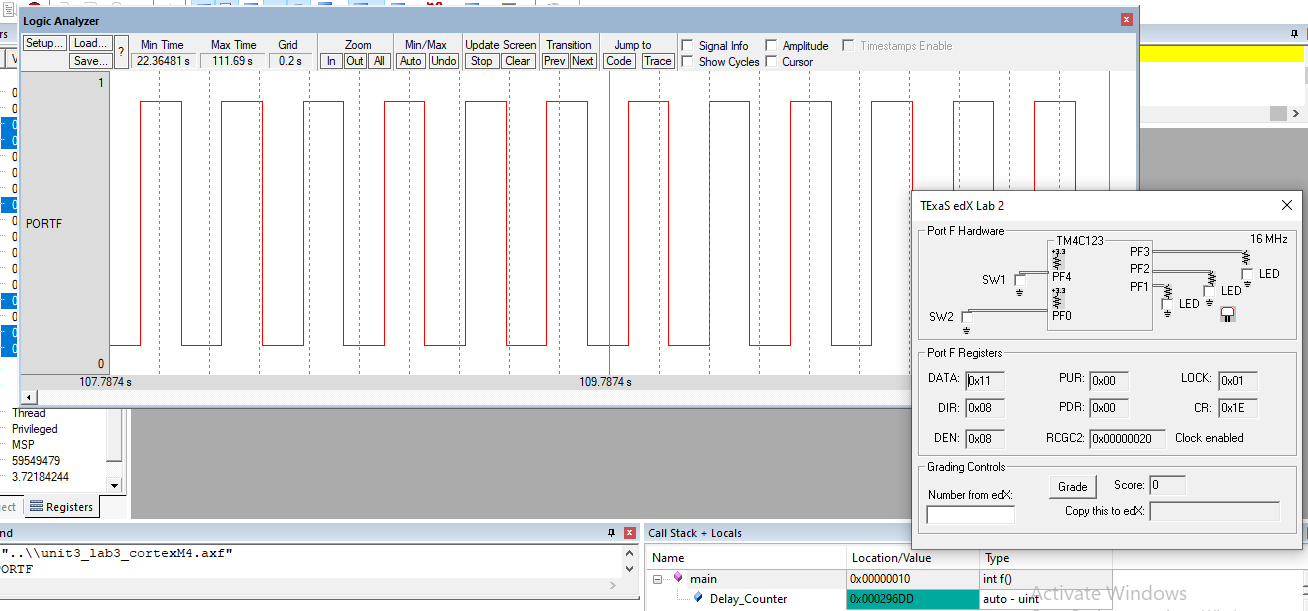 Logic Analyzer
Setup... Load... ? Min Time Max Time Grid Zoom Min/Max Update Screen Transition Jump to Signal Info Amplitude Timestamps Enable
Save... 22.36481 s 111.69 s 0.2 s In Out All Auto Undo Stop Clear Prev Next Code Trace Show Cycles Cursor
1
PORTF
0
107.7874 s 109.7874 s
TExaS edX Lab 2
Port F Hardware
TM4C123 16 MHz
+3.3 PF3
SW1 PF4 PF2 LED
+3.3 PF1 LED
LED
SW2 PF0
Port F Registers
DATA: 0x11 PUR: 0x00 LOCK: 0x01
DIR: 0x08 PDR: 0x00 CR: 0x1E
DEN: 0x08 RCGC2: 0x00000020 Clock enabled
Grading Controls
Number from edX: Grade Score: 0
Copy this to edX:
Thread
Privileged
MSP
59549479
3.72184244
ect Registers
nd
"..\\unit3_lab3_cortexM4.axf"
PORTF
Call Stack + Locals
Name Location/Value Type
main 0x00000010 int f()
Delay_Counter 0x000296DD auto - uint
Activate Windows